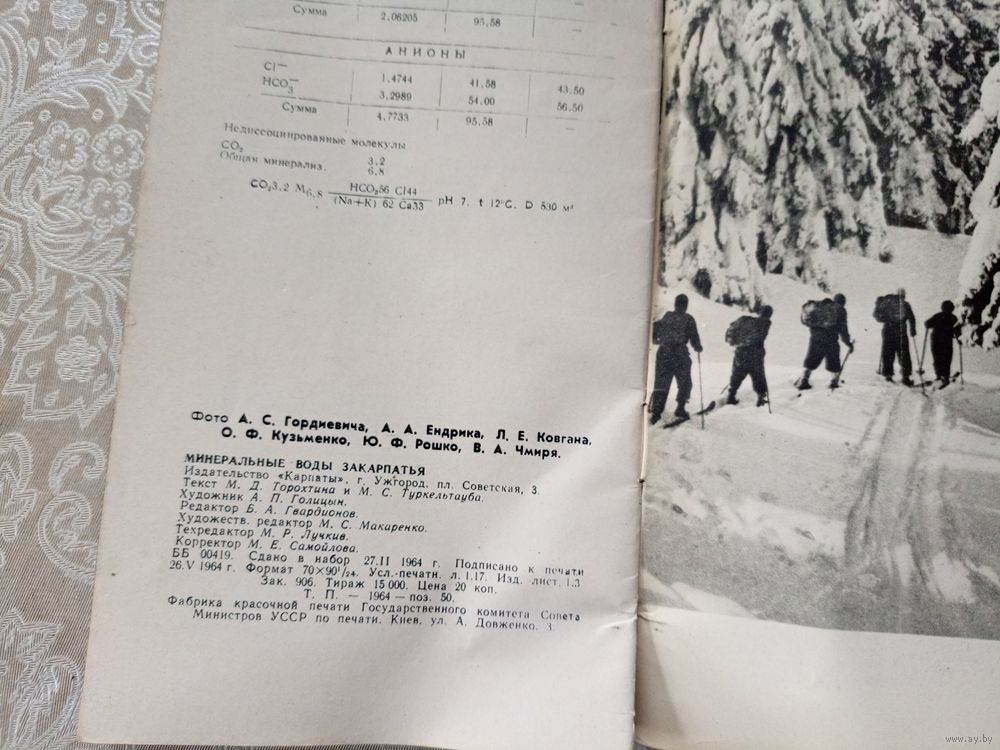 Сумма 2,06205 95,58 —
АНИОНЫ
Cl— 1,4744 41,58 43,50
HCO3— 3,2989 54,00 56,50
Сумма 4,7733 95,58 —
Недиссоциированные молекулы
CO2 3,2
Общая минерализ. 6,8
CO23,2 M6,8 HCO356 Cl44 / (Na+K) 62 Ca33 pH 7, t 12°C, D 530 м³
Фото А. С. Гордиевича, А. А. Ендрика, Л. Е. Ковгана,
О. Ф. Кузьменко, Ю. Ф. Рошко, В. А. Чмиря.
МИНЕРАЛЬНЫЕ ВОДЫ ЗАКАРПАТЬЯ
Издательство «Карпаты», г. Ужгород, пл. Советская, 3.
Текст М. Д. Торохтина и М. С. Туркельтауба.
Художник А. П. Голицын.
Редактор Б. А. Гвардионов.
Художеств. редактор М. С. Макаренко.
Техредактор М. Р. Лучкив.
Корректор М. Е. Самойлова.
ББ 00419. Сдано в набор 27.II 1964 г. Подписано к печати
26.V 1964 г. Формат 70×90¹/24. Усл.-печатн. л. 1,17. Изд. лист. 1,3
Зак. 906. Тираж 15 000. Цена 20 коп.
Т. П. — 1964 — поз. 50.
Фабрика красочной печати Государственного комитета Совета
Министров УССР по печати. Киев, ул. А. Довженко, 3.
www.ay.by